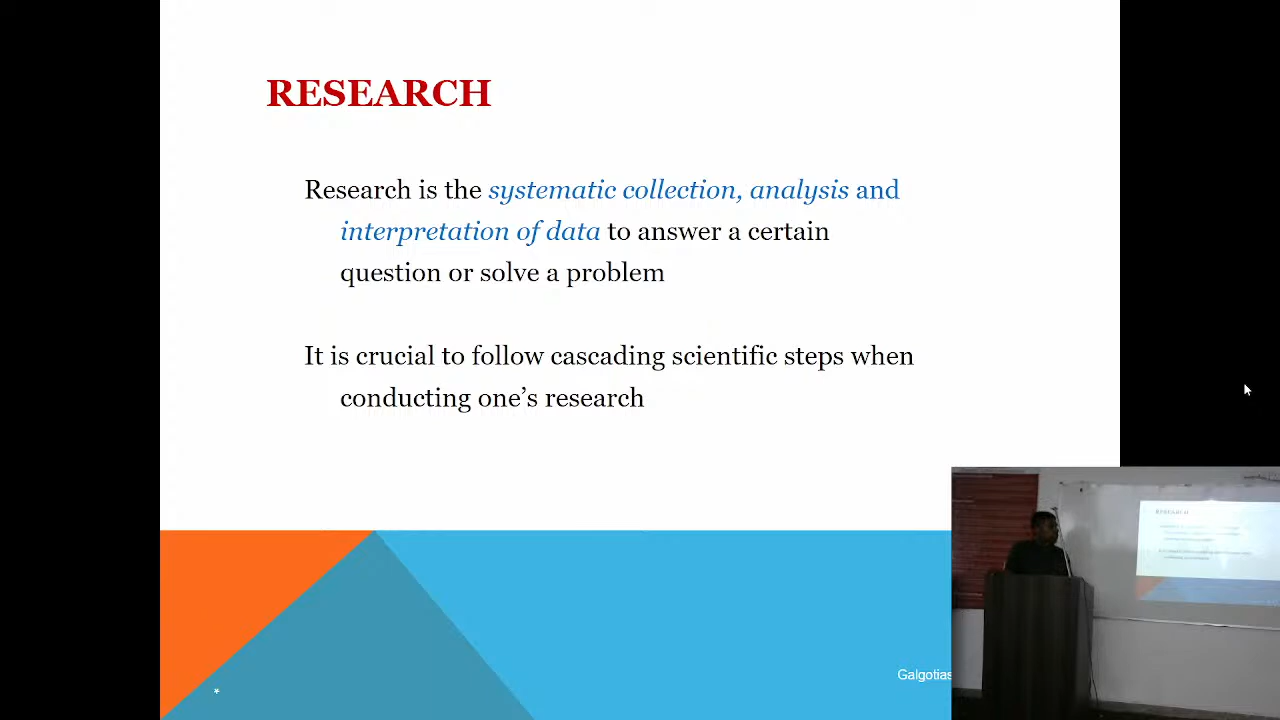 RESEARCH
Research is the systematic collection, analysis and
interpretation of data to answer a certain
question or solve a problem
It is crucial to follow cascading scientific steps when
conducting one’s research
Galgotias
*
RESEARCH